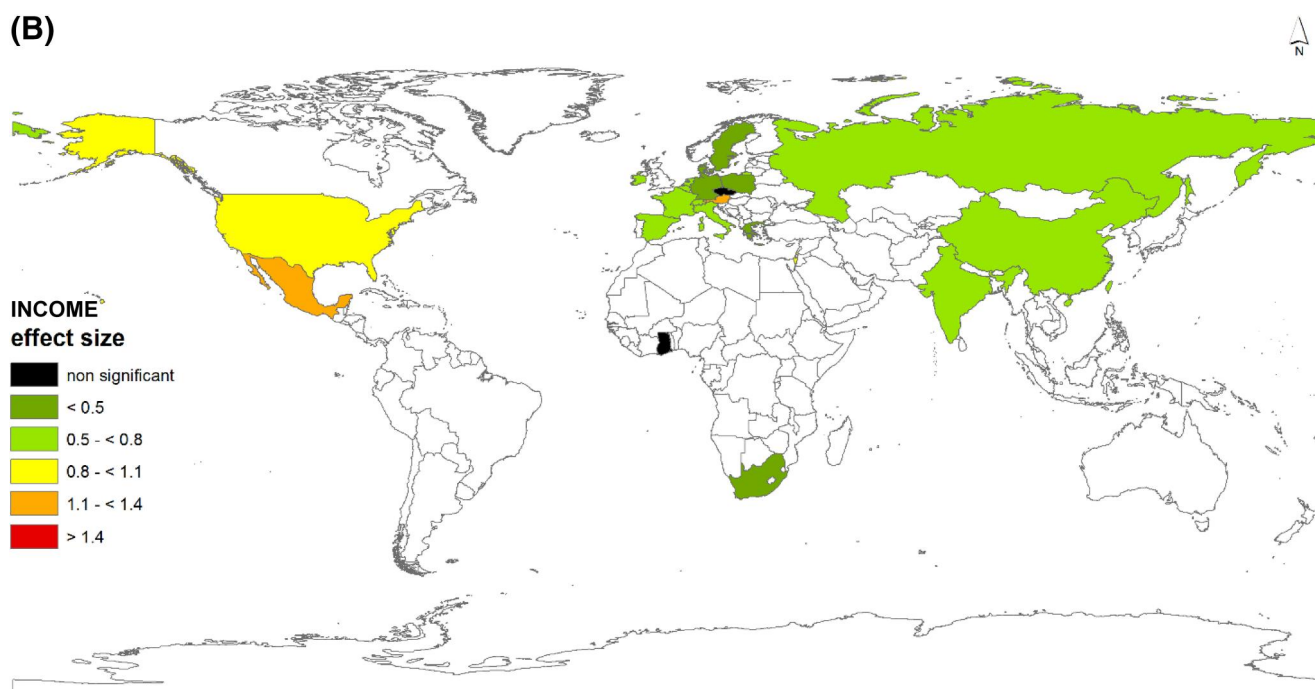 (B)
N
INCOME
effect size
non significant
< 0.5
0.5 - < 0.8
0.8 - < 1.1
1.1 - < 1.4
> 1.4